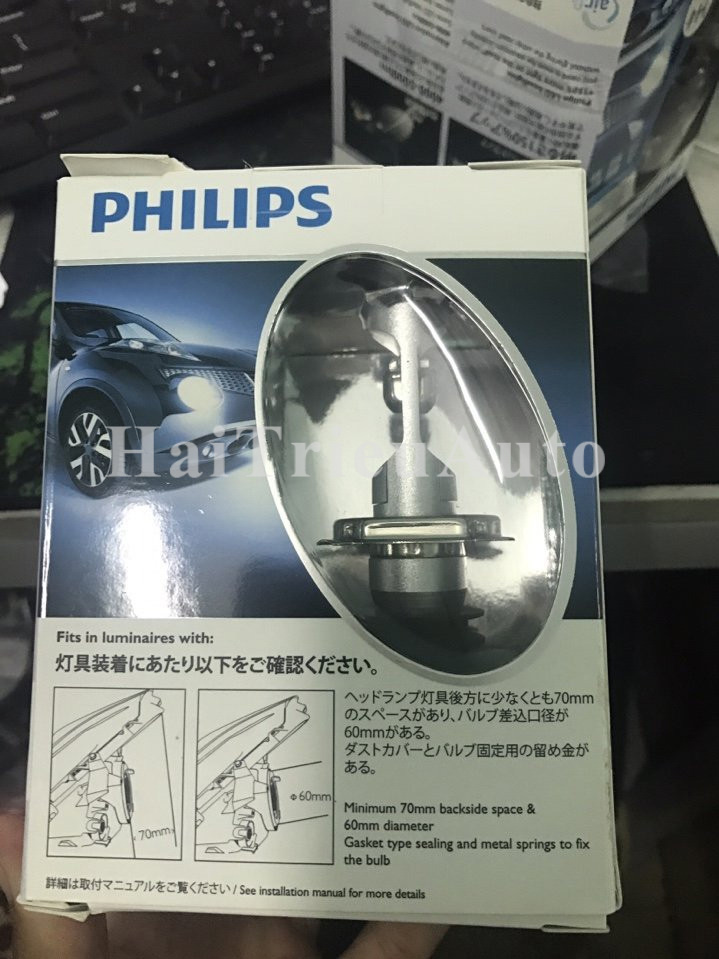 PHILIPS
HaiTrieuAuto
Fits in luminaires with:
灯具装着にあたり以下をご確認ください。
ヘッドランプ灯具後方に少なくとも70mm
のスペースがあり、バルブ差込口径が
60mmがある。
ダストカバーとバルブ固定用の留め金が
ある。
70mm
Φ60mm
Minimum 70mm backside space &
60mm diameter
Gasket type sealing and metal springs to fix
the bulb
詳細は取付マニュアルをご覧ください / See installation manual for more details